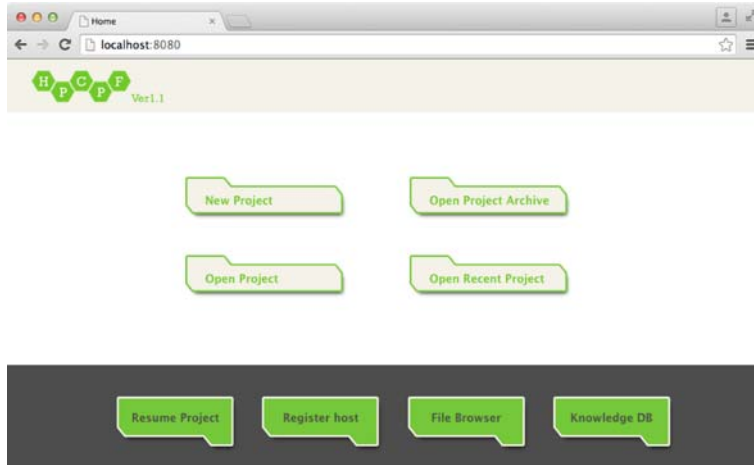 Home
localhost:8080
H P C P F Ver1.1
New Project
Open Project Archive
Open Project
Open Recent Project
Resume Project
Register host
File Browser
Knowledge DB